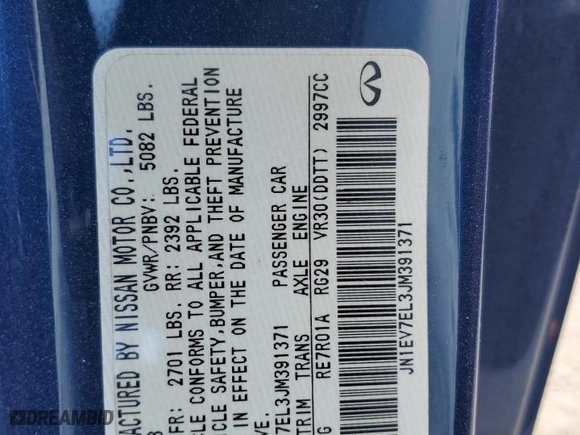 ACTURED BY NISSAN MOTOR CO.,LTD.
GVWR/PNBV: 5082 LBS.
FR: 2701 LBS. RR: 2392 LBS.
CLE CONFORMS TO ALL APPLICABLE FEDERAL
CLE SAFETY,BUMPER,AND THEFT PREVENTION
IN EFFECT ON THE DATE OF MANUFACTURE
VE.
7EL3JM391371 PASSENGER CAR
TRIM TRANS AXLE ENGINE
G RE7R01A RG29 VR30(DDTT) 2997CC
JN1EV7EL3JM391371
DREAMBID